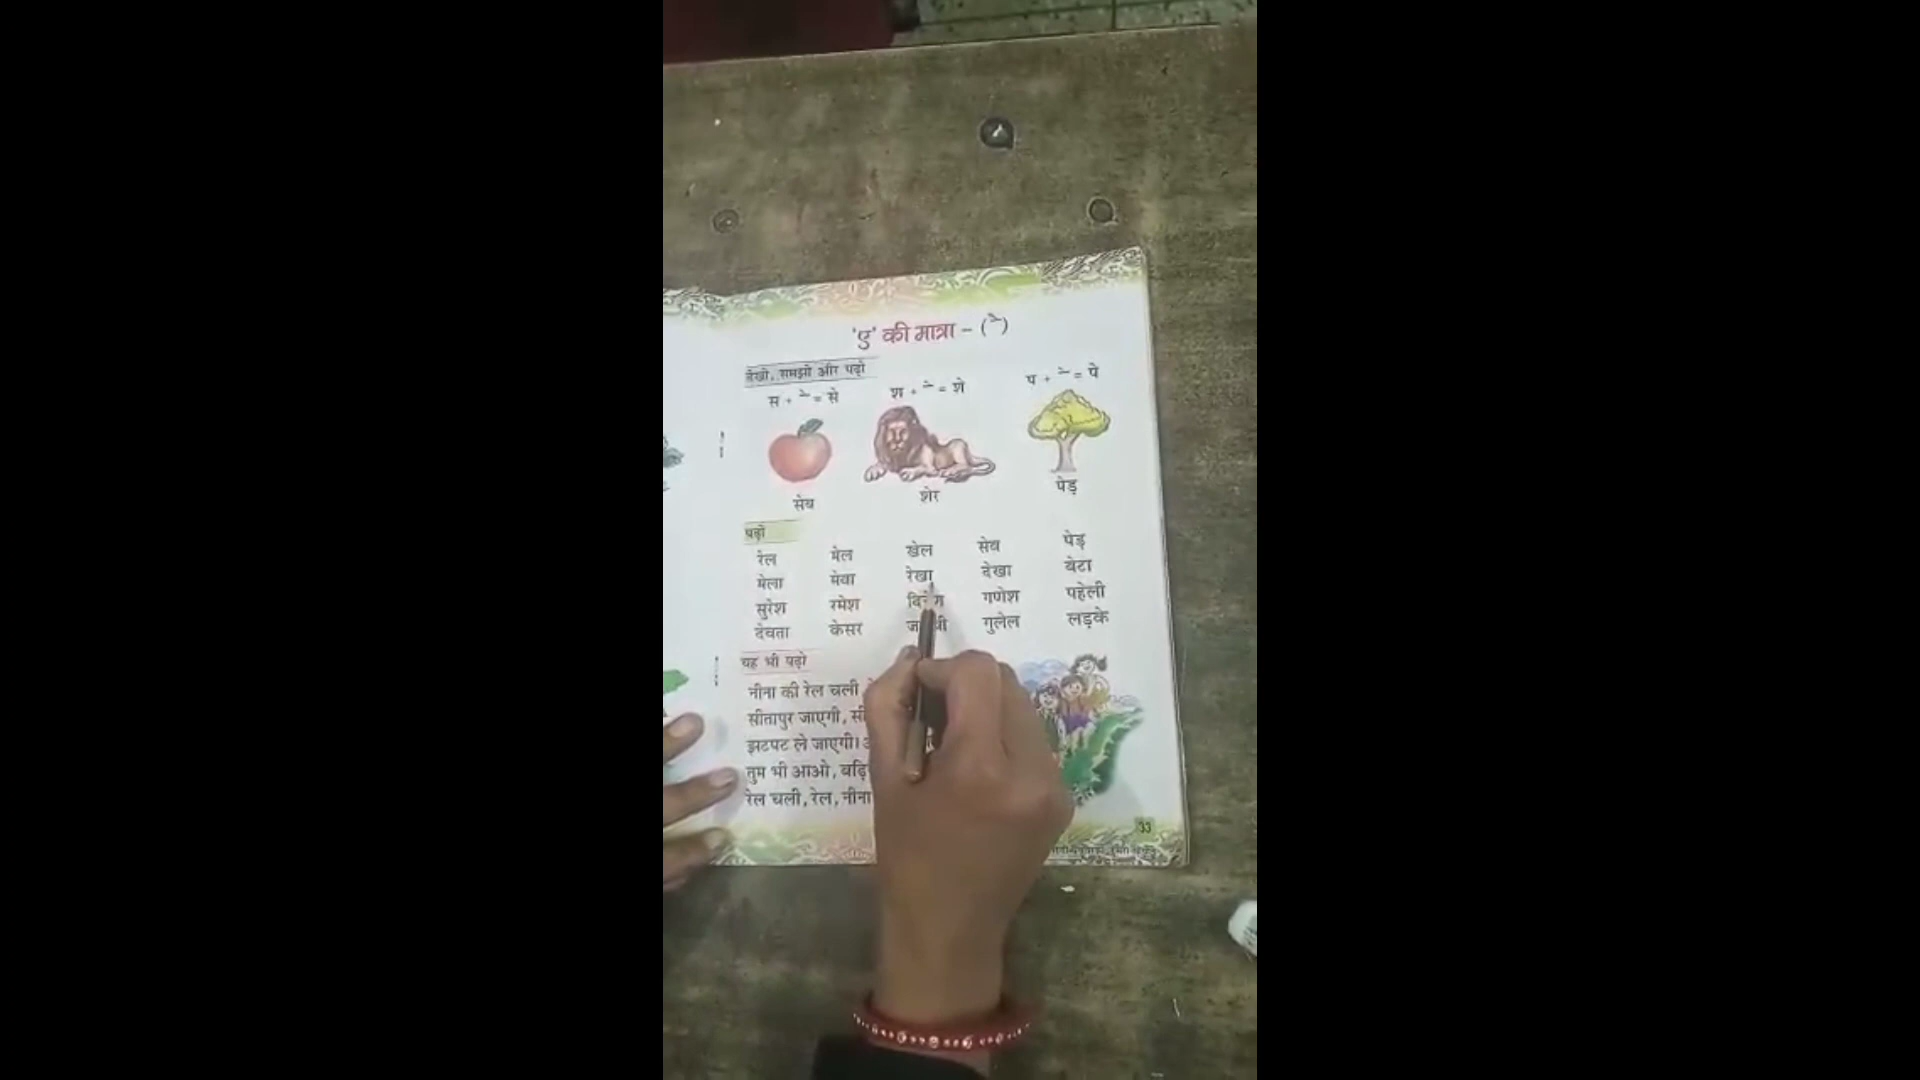 'ए' की मात्रा – ( े )
देखो, समझो और पढ़ो
स + े = से श + े = शे प + े = पे
सेब शेर पेड़
पढ़ो
रेल मेल खेल सेब पेड़
मेला मेवा रेखा देखा बेटा
सुरेश रमेश गणेश पहेली
देवता केसर गुलेल लड़के
यह भी पढ़ो
नीना की रेल चली
सीतापुर जाएगी,
झटपट ले जाएगी।
तुम भी आओ,
रेल चली, रेल, नीना
33